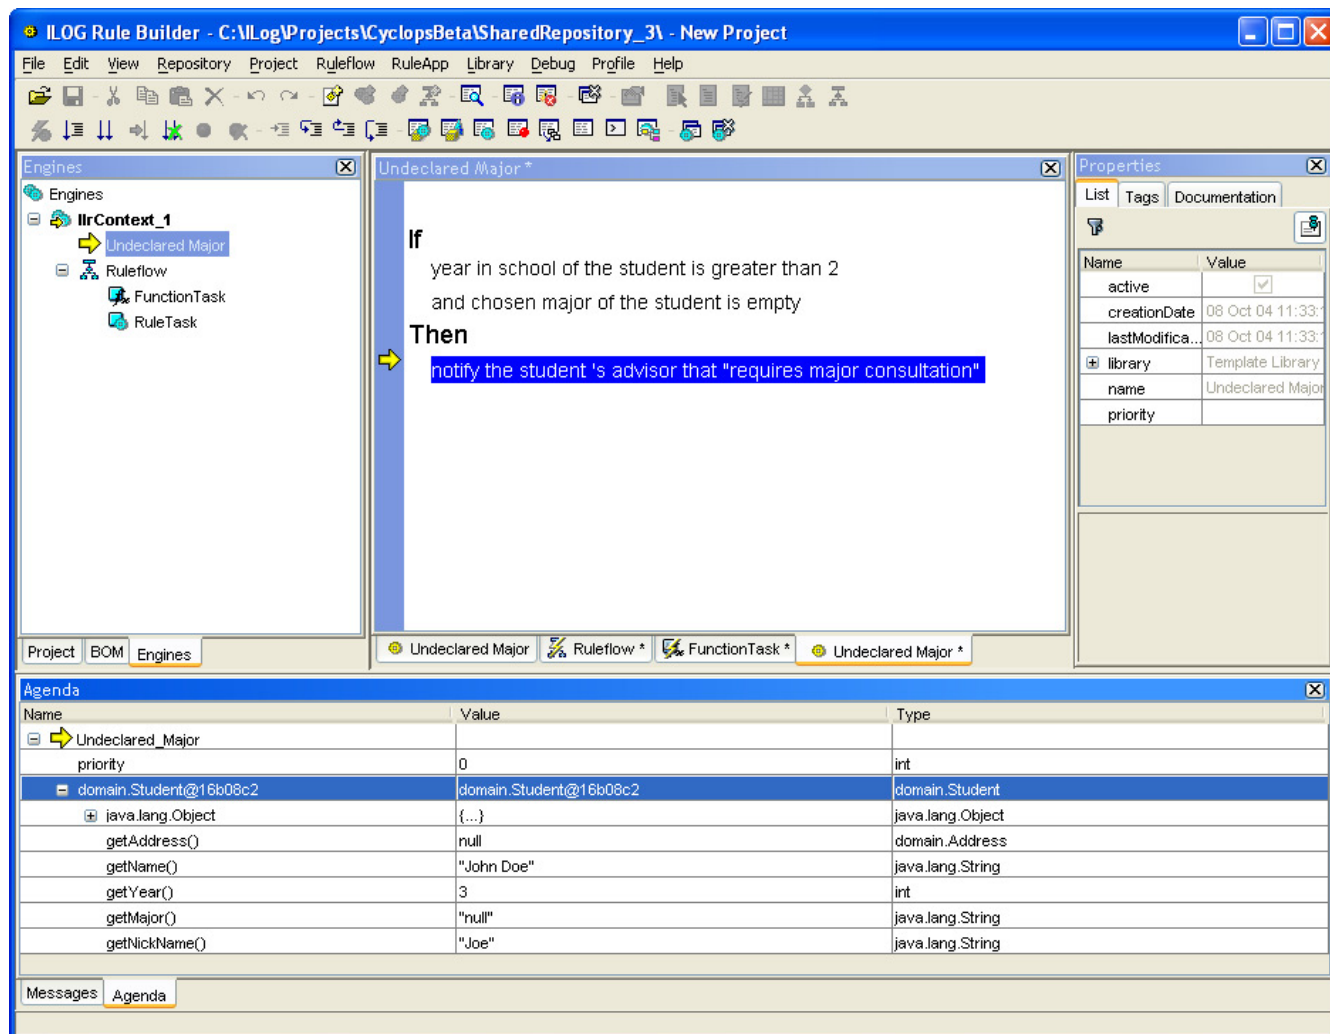 ILOG Rule Builder - C:\ILog\Projects\CyclopsBeta\SharedRepository_3\ - New Project
File Edit View Repository Project Ruleflow RuleApp Library Debug Profile Help
Engines
Engines
IlrContext_1
Undeclared Major
Ruleflow
FunctionTask
RuleTask
Project BOM Engines
Undeclared Major *
If
year in school of the student is greater than 2
and chosen major of the student is empty
Then
notify the student 's advisor that "requires major consultation"
Undeclared Major Ruleflow * FunctionTask * Undeclared Major *
Properties
List Tags Documentation
Name Value
active
creationDate 08 Oct 04 11:33:
lastModifica... 08 Oct 04 11:33:
library Template Library
name Undeclared Major
priority
Agenda
Name Value Type
Undeclared_Major
priority 0 int
domain.Student@16b08c2 domain.Student@16b08c2 domain.Student
java.lang.Object {...} java.lang.Object
getAddress() null domain.Address
getName() "John Doe" java.lang.String
getYear() 3 int
getMajor() "null" java.lang.String
getNickName() "Joe" java.lang.String
Messages Agenda